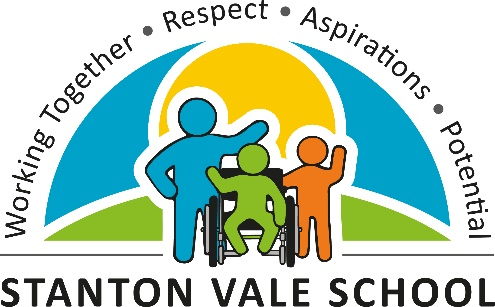 Working Together • Respect • Aspirations • Potential
STANTON VALE SCHOOL